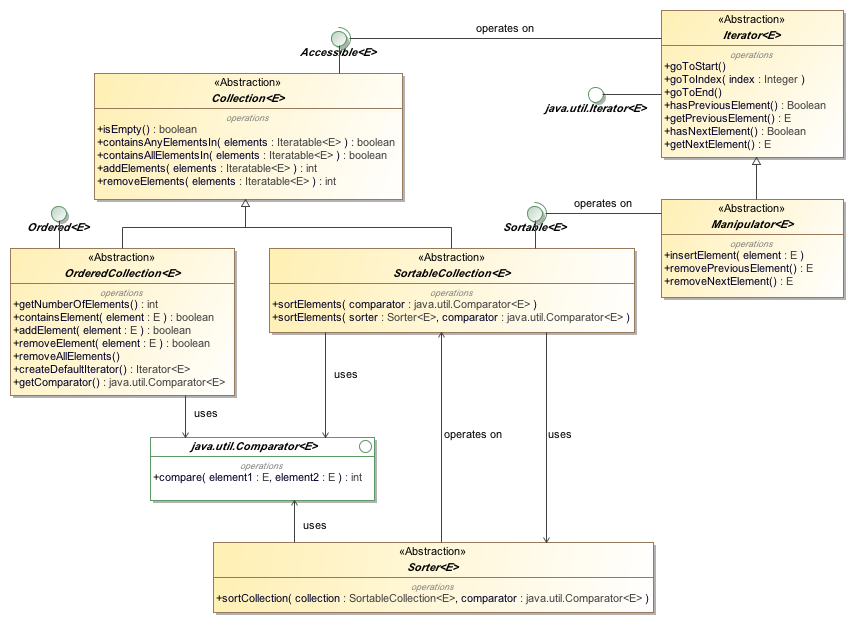 Accessible<E>
operates on
«Abstraction»
Iterator<E>
operations
+goToStart()
+goToIndex( index : Integer )
+goToEnd()
+hasPreviousElement() : Boolean
+getPreviousElement() : E
+hasNextElement() : Boolean
+getNextElement() : E
java.util.Iterator<E>
«Abstraction»
Collection<E>
operations
+isEmpty() : boolean
+containsAnyElementsIn( elements : Iteratable<E> ) : boolean
+containsAllElementsIn( elements : Iteratable<E> ) : boolean
+addElements( elements : Iteratable<E> ) : int
+removeElements( elements : Iteratable<E> ) : int
Ordered<E>
Sortable<E>
operates on
«Abstraction»
Manipulator<E>
operations
+insertElement( element : E )
+removePreviousElement() : E
+removeNextElement() : E
«Abstraction»
OrderedCollection<E>
operations
+getNumberOfElements() : int
+containsElement( element : E ) : boolean
+addElement( element : E ) : boolean
+removeElement( element : E ) : boolean
+removeAllElements()
+createDefaultIterator() : Iterator<E>
+getComparator() : java.util.Comparator<E>
«Abstraction»
SortableCollection<E>
operations
+sortElements( comparator : java.util.Comparator<E> )
+sortElements( sorter : Sorter<E>, comparator : java.util.Comparator<E> )
uses
uses
operates on
uses
java.util.Comparator<E>
operations
+compare( element1 : E, element2 : E ) : int
uses
«Abstraction»
Sorter<E>
operations
+sortCollection( collection : SortableCollection<E>, comparator : java.util.Comparator<E> )